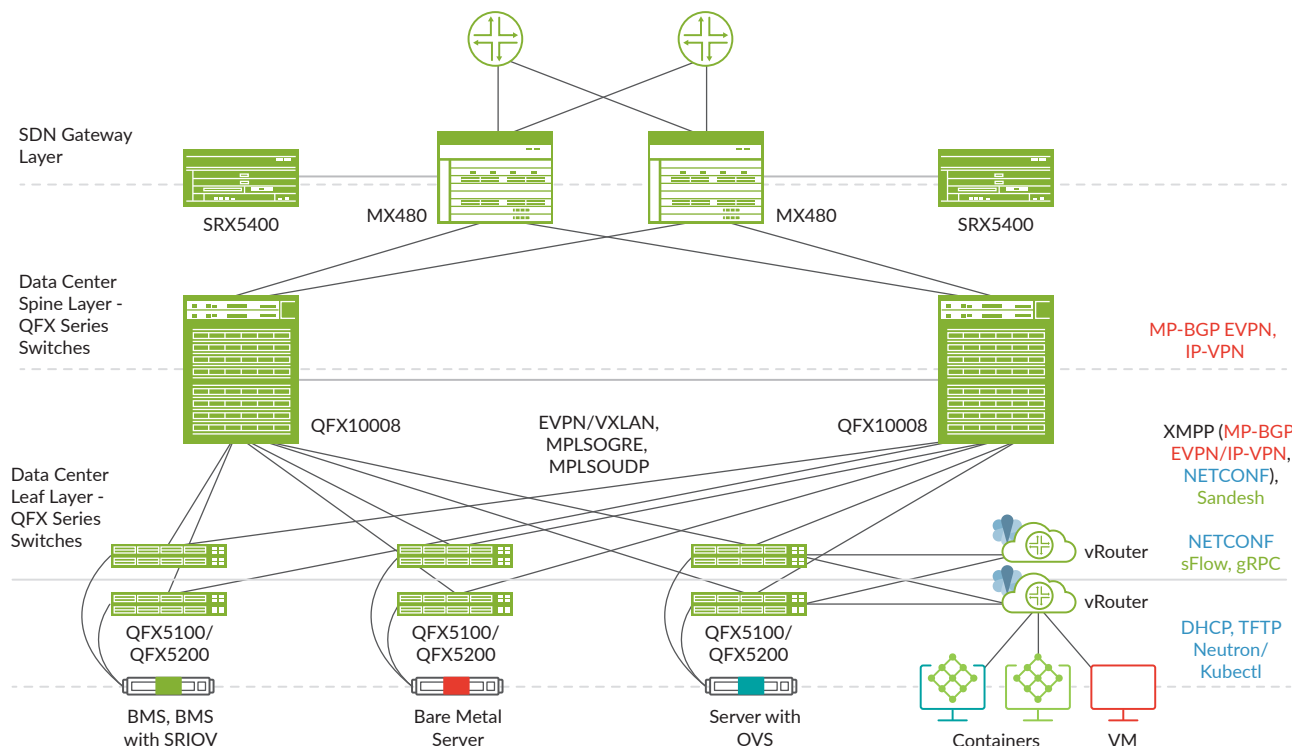 SDN Gateway
Layer
SRX5400
MX480
MX480
SRX5400
Data Center
Spine Layer -
QFX Series
Switches
MP-BGP EVPN,
IP-VPN
QFX10008
EVPN/VXLAN,
MPLSOGRE,
MPLSOUDP
QFX10008
XMPP (MP-BGP
EVPN/IP-VPN,
NETCONF),
Sandesh
Data Center
Leaf Layer -
QFX Series
Switches
vRouter
NETCONF
sFlow, gRPC
vRouter
QFX5100/
QFX5200
QFX5100/
QFX5200
QFX5100/
QFX5200
DHCP, TFTP
Neutron/
Kubectl
BMS, BMS
with SRIOV
Bare Metal
Server
Server with
OVS
Containers
VM